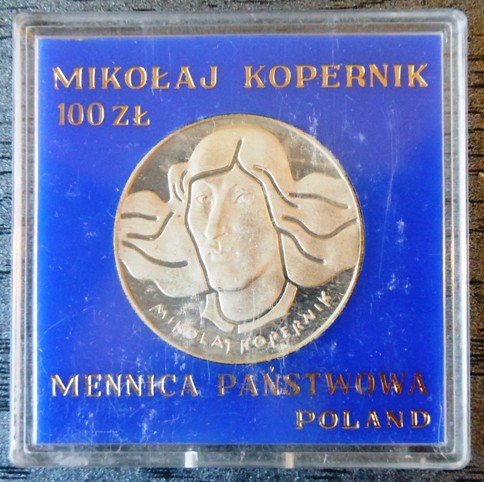 MIKOŁAJ KOPERNIK
100 ZŁ
MIKOŁAJ KOPERNIK
MENNICA PAŃSTWOWA
POLAND